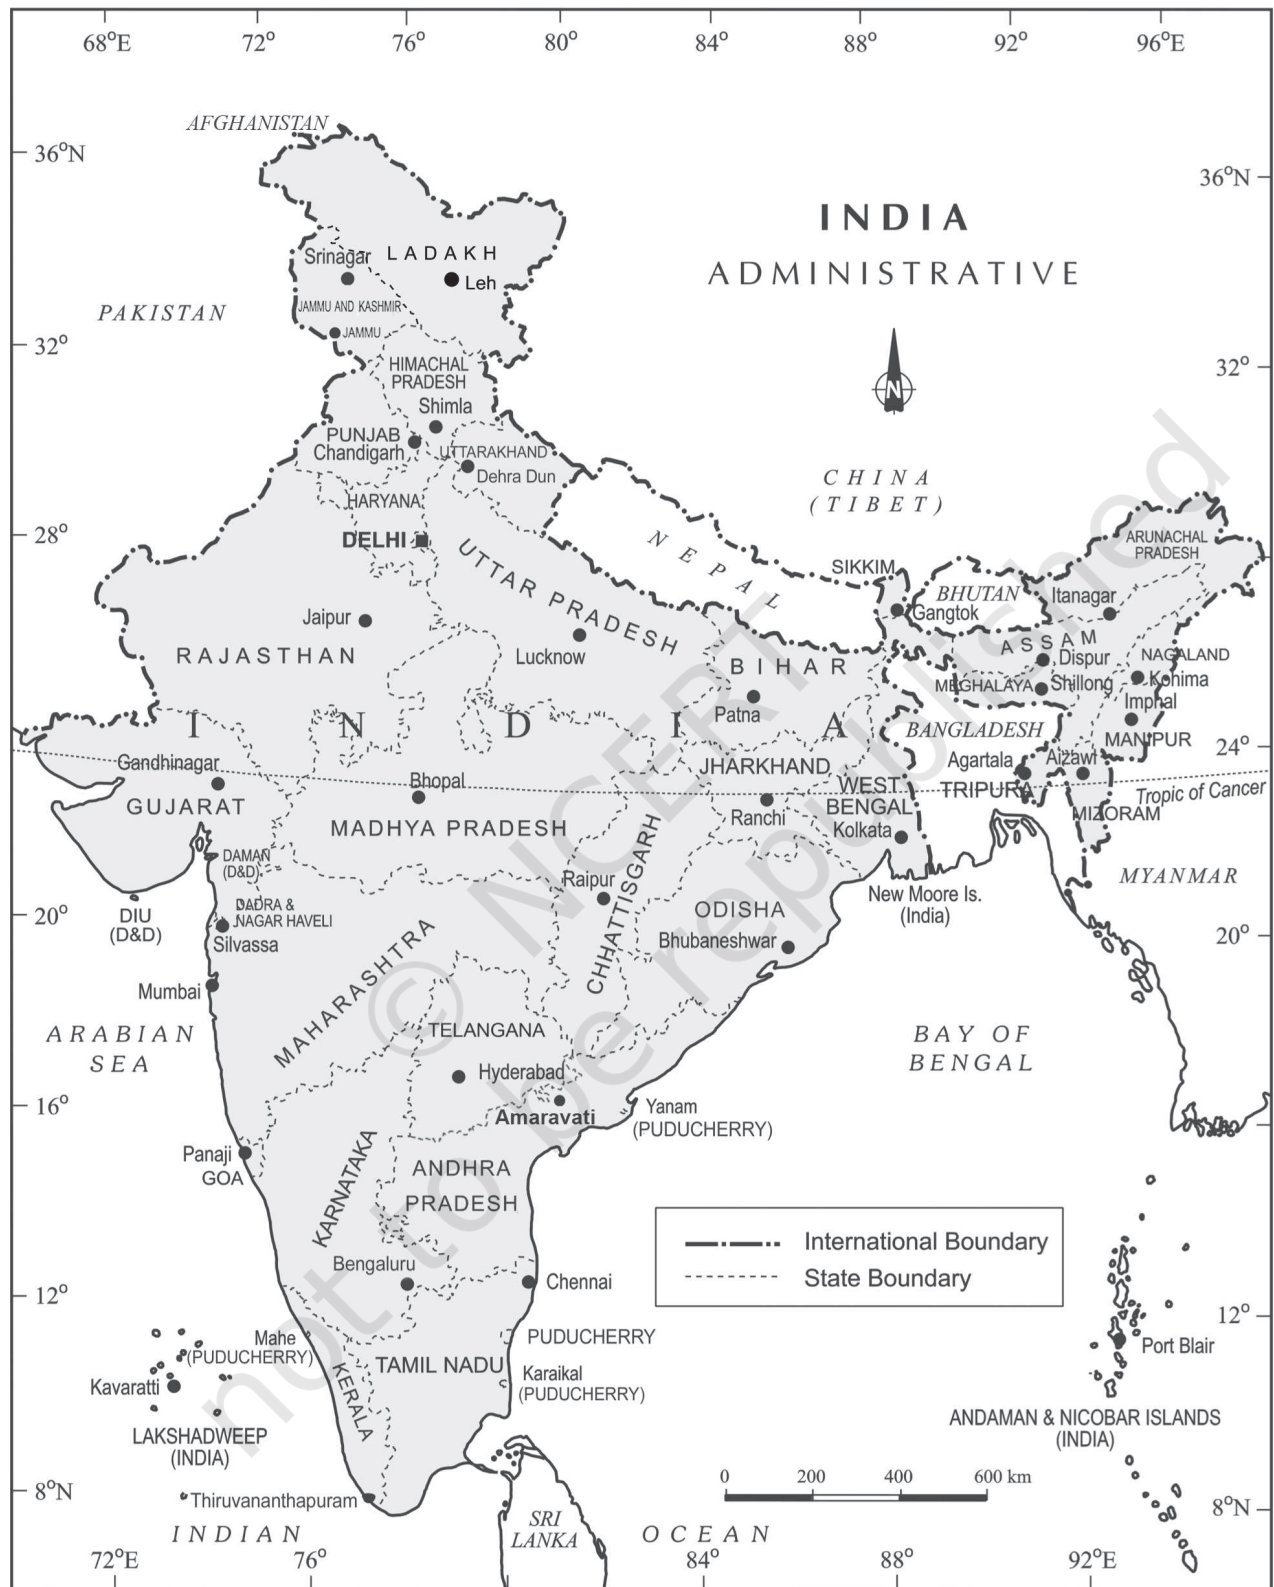 68°E 72° 76° 80° 84° 88° 92° 96°E
AFGHANISTAN
36°N
36°N
INDIA
ADMINISTRATIVE
LADAKH
Srinagar
Leh
JAMMU AND KASHMIR
JAMMU
PAKISTAN
32°
32°
N
HIMACHAL
PRADESH
Shimla
PUNJAB
Chandigarh
UTTARAKHAND
Dehra Dun
CHINA
(TIBET)
HARYANA
28°
DELHI
NEPAL
ARUNACHAL
PRADESH
SIKKIM
BHUTAN
Itanagar
Gangtok
UTTAR PRADESH
Jaipur
Lucknow
RAJASTHAN
BIHAR
ASSAM
Dispur
NAGALAND
MEGHALAYA
Shillong
Kohima
Patna
Imphal
INDIA
BANGLADESH
MANIPUR
24°
Gandhinagar
Bhopal
JHARKHAND
Agartala
Aizawl
GUJARAT
WEST
BENGAL
TRIPURA
Tropic of Cancer
MADHYA PRADESH
Ranchi
Kolkata
MIZORAM
DAMAN
(D&D)
Raipur
CHHATTISGARH
New Moore Is.
(India)
MYANMAR
20°
DIU
(D&D)
DADRA &
NAGAR HAVELI
Silvassa
ODISHA
Bhubaneshwar
20°
MAHARASHTRA
Mumbai
ARABIAN
SEA
TELANGANA
BAY OF
BENGAL
Hyderabad
16°
Amaravati
Yanam
(PUDUCHERRY)
Panaji
GOA
KARNATAKA
ANDHRA
PRADESH
International Boundary
State Boundary
Bengaluru
Chennai
12°
12°
Mahe
(PUDUCHERRY)
PUDUCHERRY
Port Blair
KERALA
TAMIL NADU
Karaikal
(PUDUCHERRY)
Kavaratti
LAKSHADWEEP
(INDIA)
ANDAMAN & NICOBAR ISLANDS
(INDIA)
0 200 400 600 km
8°N
Thiruvananthapuram
8°N
INDIAN
SRI
LANKA
OCEAN
72°E 76° 84° 88° 92°E
© NCERT
not to be republished